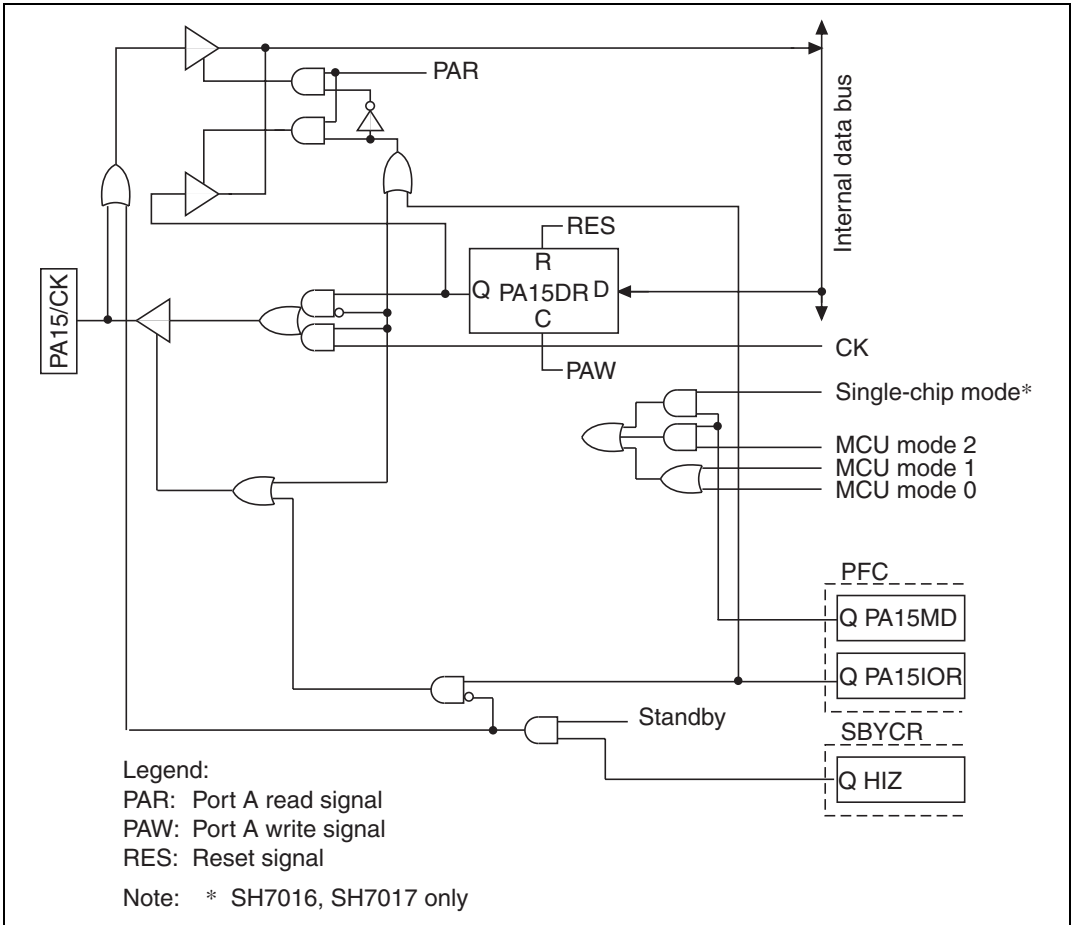 PAR
Internal data bus
RES
R
Q PA15DR D
C
PAW
PA15/CK
CK
Single-chip mode*
MCU mode 2
MCU mode 1
MCU mode 0
PFC
Q PA15MD
Q PA15IOR
Standby
SBYCR
Q HIZ
Legend:
PAR: Port A read signal
PAW: Port A write signal
RES: Reset signal
Note: * SH7016, SH7017 only